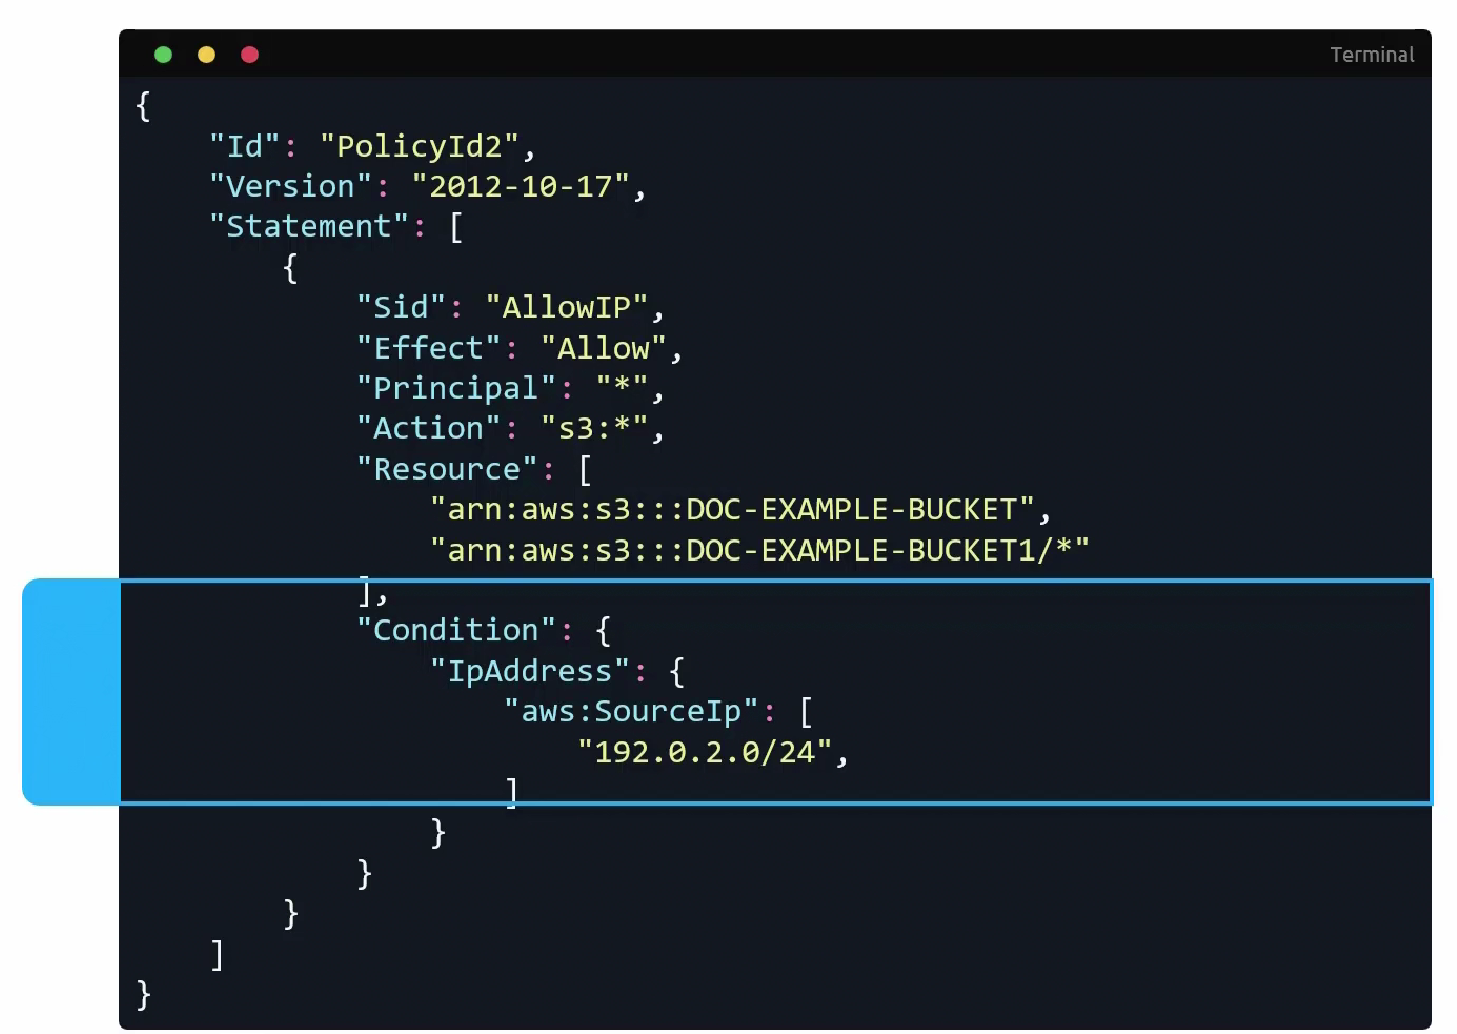 Terminal
{
"Id": "PolicyId2",
"Version": "2012-10-17",
"Statement": [
{
"Sid": "AllowIP",
"Effect": "Allow",
"Principal": "*",
"Action": "s3:*",
"Resource": [
"arn:aws:s3:::DOC-EXAMPLE-BUCKET",
"arn:aws:s3:::DOC-EXAMPLE-BUCKET1/*"
],
"Condition": {
"IpAddress": {
"aws:SourceIp": [
"192.0.2.0/24",
]
}
}
}
]
}